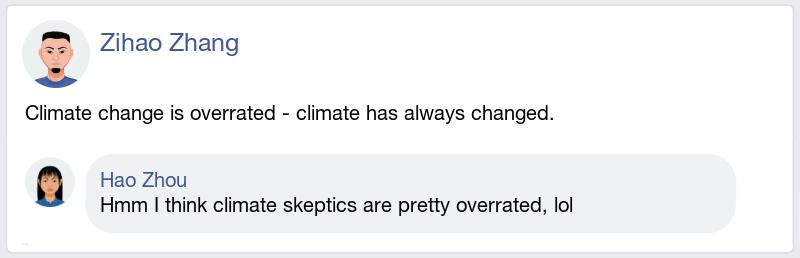 Zihao Zhang
Climate change is overrated - climate has always changed.
Hao Zhou
Hmm I think climate skeptics are pretty overrated, lol